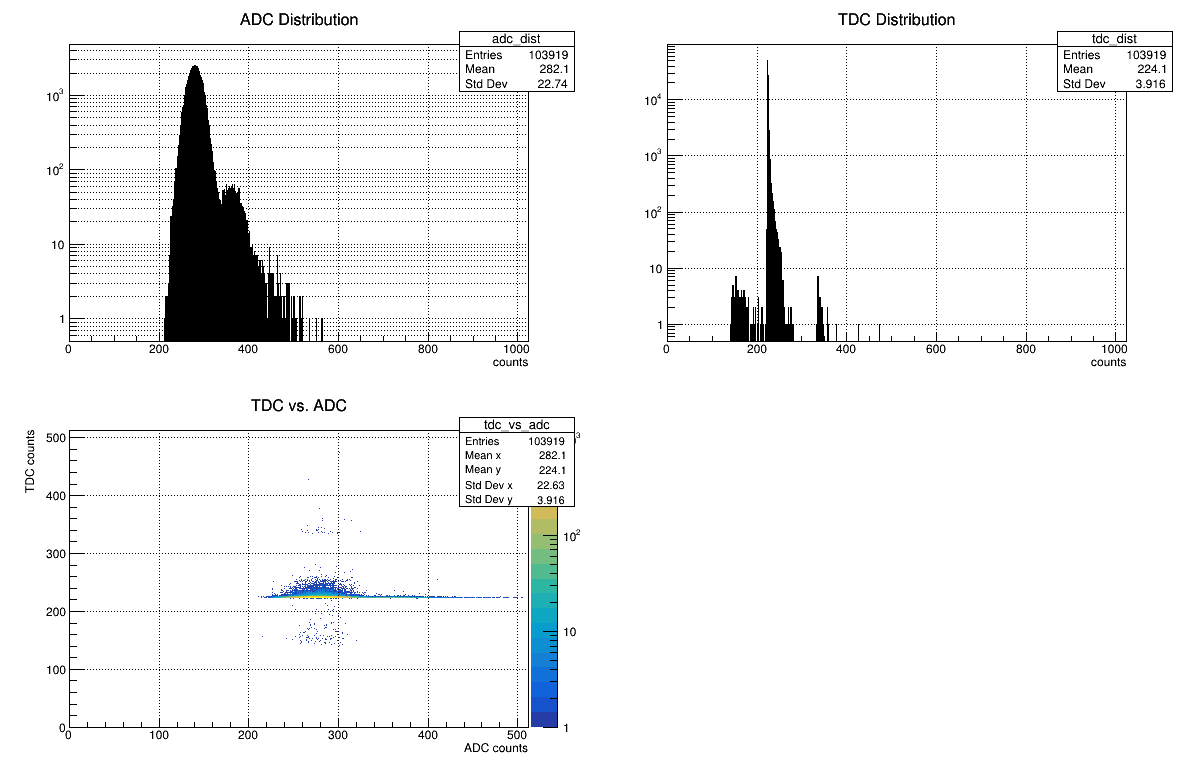 ADC Distribution
adc_dist
Entries 103919
Mean 282.1
Std Dev 22.74
10³
10²
10
1
0 200 400 600 800 1000
counts
TDC Distribution
tdc_dist
Entries 103919
Mean 224.1
Std Dev 3.916
10⁴
10³
10²
10
1
0 200 400 600 800 1000
counts
TDC vs. ADC
tdc_vs_adc
Entries 103919
Mean x 282.1
Mean y 224.1
Std Dev x 22.63
Std Dev y 3.916
TDC counts
500
400
300
200
100
0
0 100 200 300 400 500
ADC counts
3
10²
10
1